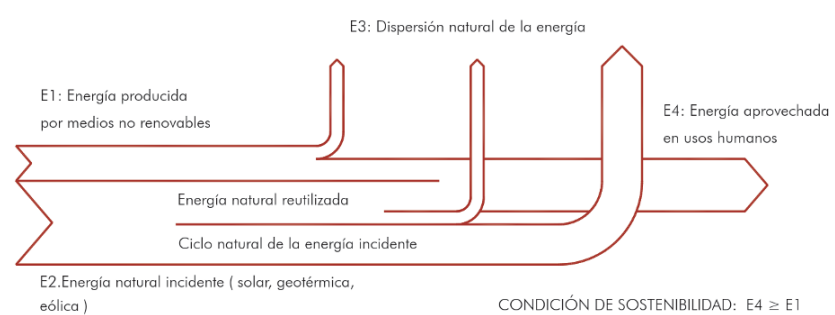 E3: Dispersión natural de la energía
E1: Energía producida
por medios no renovables
E4: Energía aprovechada
en usos humanos
Energía natural reutilizada
Ciclo natural de la energía incidente
E2.Energía natural incidente ( solar, geotérmica,
eólica )
CONDICIÓN DE SOSTENIBILIDAD: E4 ≥ E1